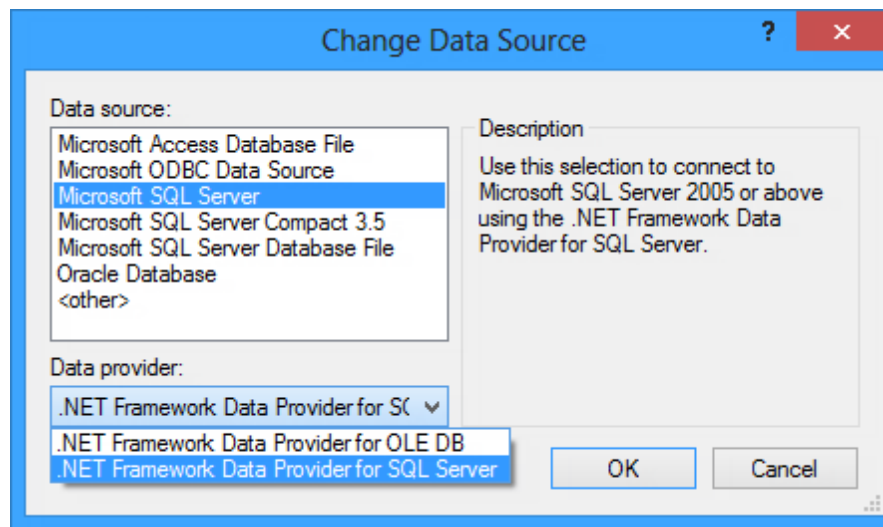 Change Data Source
?
Data source:
Microsoft Access Database File
Microsoft ODBC Data Source
Microsoft SQL Server
Microsoft SQL Server Compact 3.5
Microsoft SQL Server Database File
Oracle Database
<other>
Description
Use this selection to connect to
Microsoft SQL Server 2005 or above
using the .NET Framework Data
Provider for SQL Server.
Data provider:
.NET Framework Data Provider for S
.NET Framework Data Provider for OLE DB
.NET Framework Data Provider for SQL Server
OK
Cancel